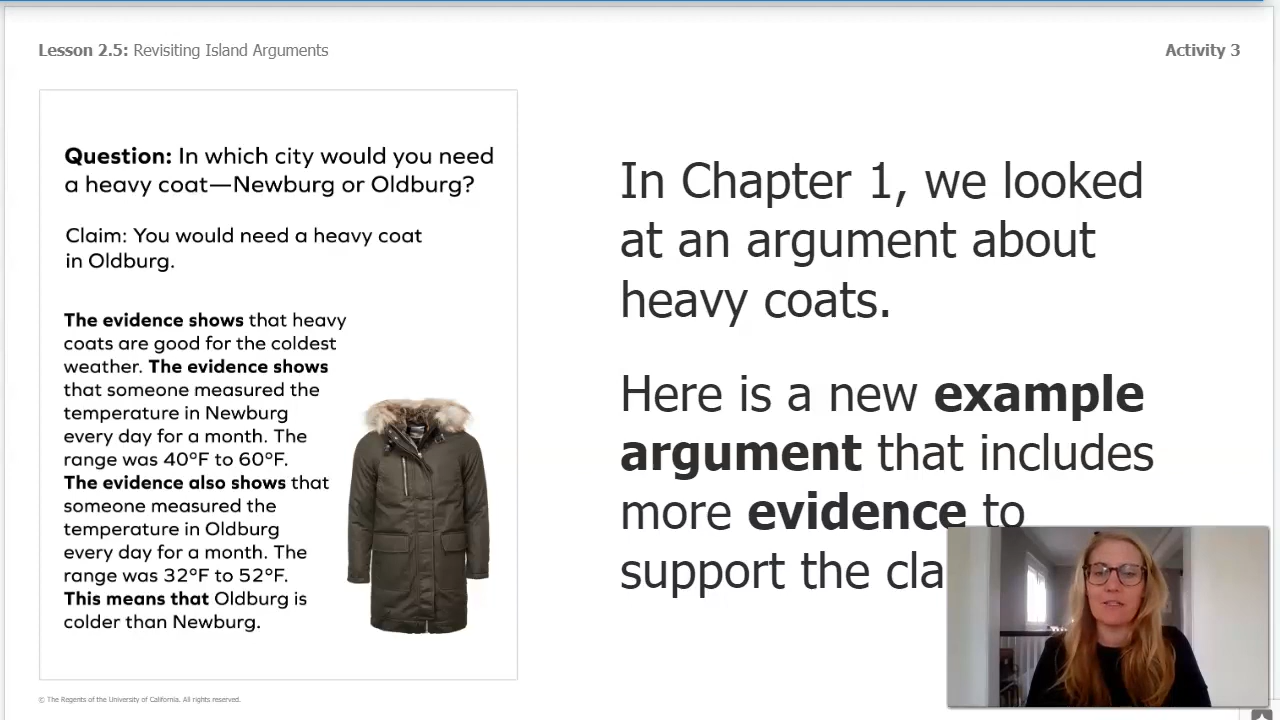 Lesson 2.5: Revisiting Island Arguments
Activity 3
Question: In which city would you need
a heavy coat—Newburg or Oldburg?
Claim: You would need a heavy coat
in Oldburg.
The evidence shows that heavy
coats are good for the coldest
weather. The evidence shows
that someone measured the
temperature in Newburg
every day for a month. The
range was 40°F to 60°F.
The evidence also shows that
someone measured the
temperature in Oldburg
every day for a month. The
range was 32°F to 52°F.
This means that Oldburg is
colder than Newburg.
In Chapter 1, we looked
at an argument about
heavy coats.
Here is a new example
argument that includes
more evidence to
support the cla
© The Regents of the University of California. All rights reserved.